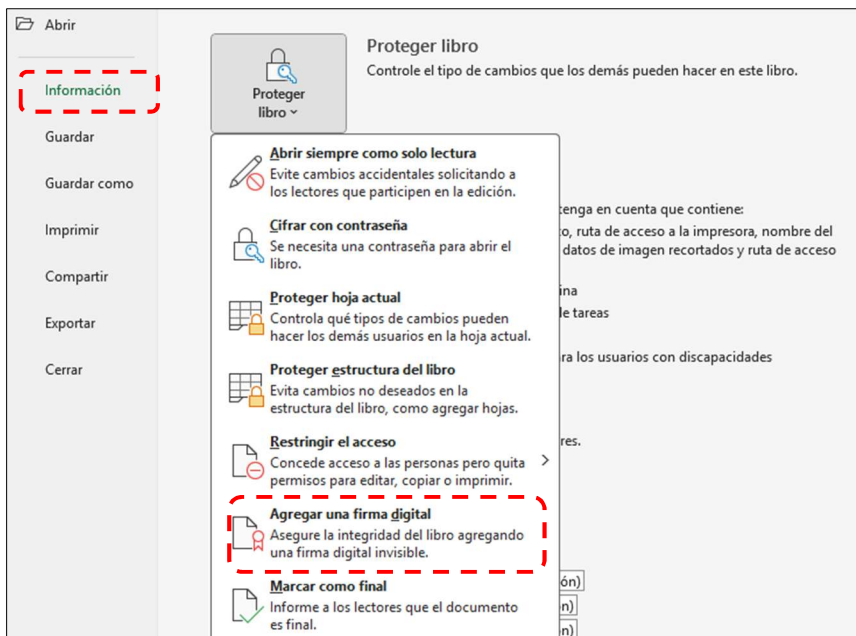 Abrir
Información
Guardar
Guardar como
Imprimir
Compartir
Exportar
Cerrar
Proteger
libro
Proteger libro
Controle el tipo de cambios que los demás pueden hacer en este libro.
Abrir siempre como solo lectura
Evite cambios accidentales solicitando a
los lectores que participen en la edición.
Cifrar con contraseña
Se necesita una contraseña para abrir el
libro.
Proteger hoja actual
Controla qué tipos de cambios pueden
hacer los demás usuarios en la hoja actual.
Proteger estructura del libro
Evita cambios no deseados en la
estructura del libro, como agregar hojas.
Restringir el acceso
Concede acceso a las personas pero quita
permisos para editar, copiar o imprimir.
Agregar una firma digital
Asegure la integridad del libro agregando
una firma digital invisible.
Marcar como final
Informe a los lectores que el documento
es final.
tenga en cuenta que contiene:
o, ruta de acceso a la impresora, nombre del
datos de imagen recortados y ruta de acceso
ina
de tareas
ra los usuarios con discapacidades
res.
ón)
n)
n)